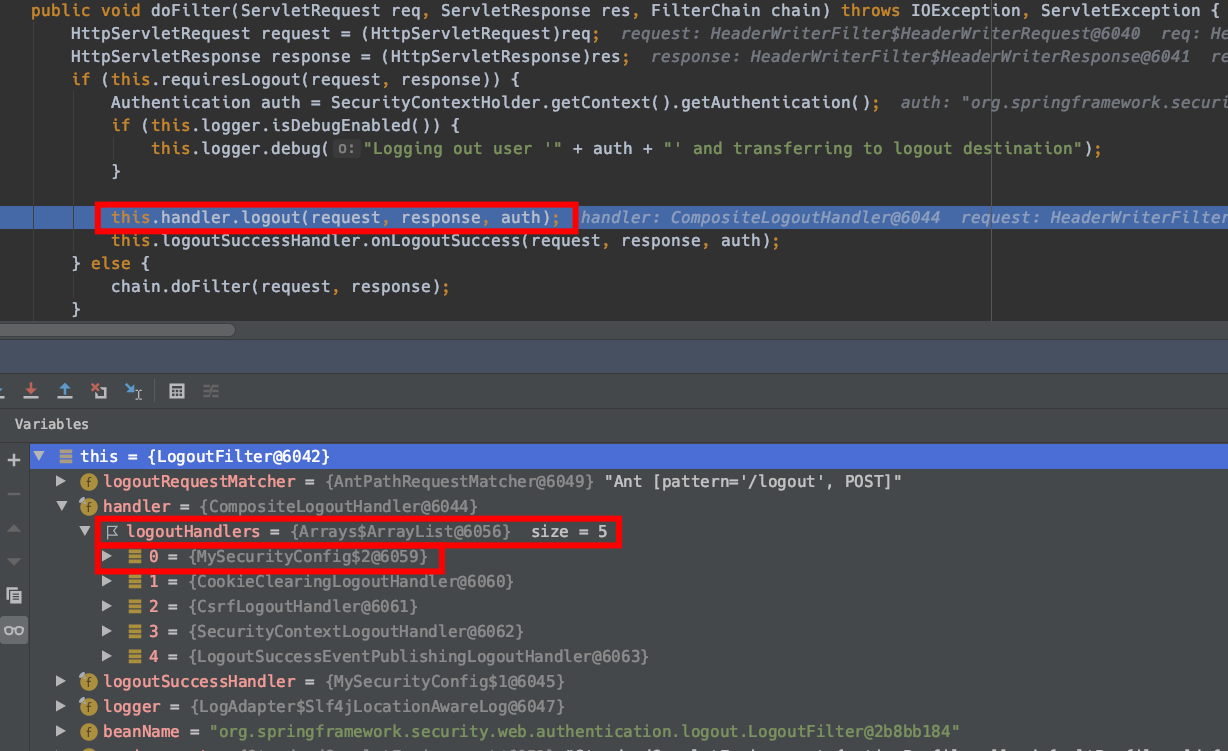 public void doFilter(ServletRequest req, ServletResponse res, FilterChain chain) throws IOException, ServletException {
HttpServletRequest request = (HttpServletRequest)req; request: HeaderWriterFilter$HeaderWriterRequest@6040 req: He
HttpServletResponse response = (HttpServletResponse)res; response: HeaderWriterFilter$HeaderWriterResponse@6041 re
if (this.requiresLogout(request, response)) {
Authentication auth = SecurityContextHolder.getContext().getAuthentication(); auth: "org.springframework.securi
if (this.logger.isDebugEnabled()) {
this.logger.debug( o: "Logging out user '" + auth + "' and transferring to logout destination");
}
this.handler.logout(request, response, auth); handler: CompositeLogoutHandler@6044 request: HeaderWriterFilter
this.logoutSuccessHandler.onLogoutSuccess(request, response, auth);
} else {
chain.doFilter(request, response);
}
Variables
this = {LogoutFilter@6042}
logoutRequestMatcher = {AntPathRequestMatcher@6049} "Ant [pattern='/logout', POST]"
handler = {CompositeLogoutHandler@6044}
logoutHandlers = {Arrays$ArrayList@6056} size = 5
0 = {MySecurityConfig$2@6059}
1 = {CookieClearingLogoutHandler@6060}
2 = {CsrfLogoutHandler@6061}
3 = {SecurityContextLogoutHandler@6062}
4 = {LogoutSuccessEventPublishingLogoutHandler@6063}
logoutSuccessHandler = {MySecurityConfig$1@6045}
logger = {LogAdapter$Slf4jLocationAwareLog@6047}
beanName = "org.springframework.security.web.authentication.logout.LogoutFilter@2b8bb184"